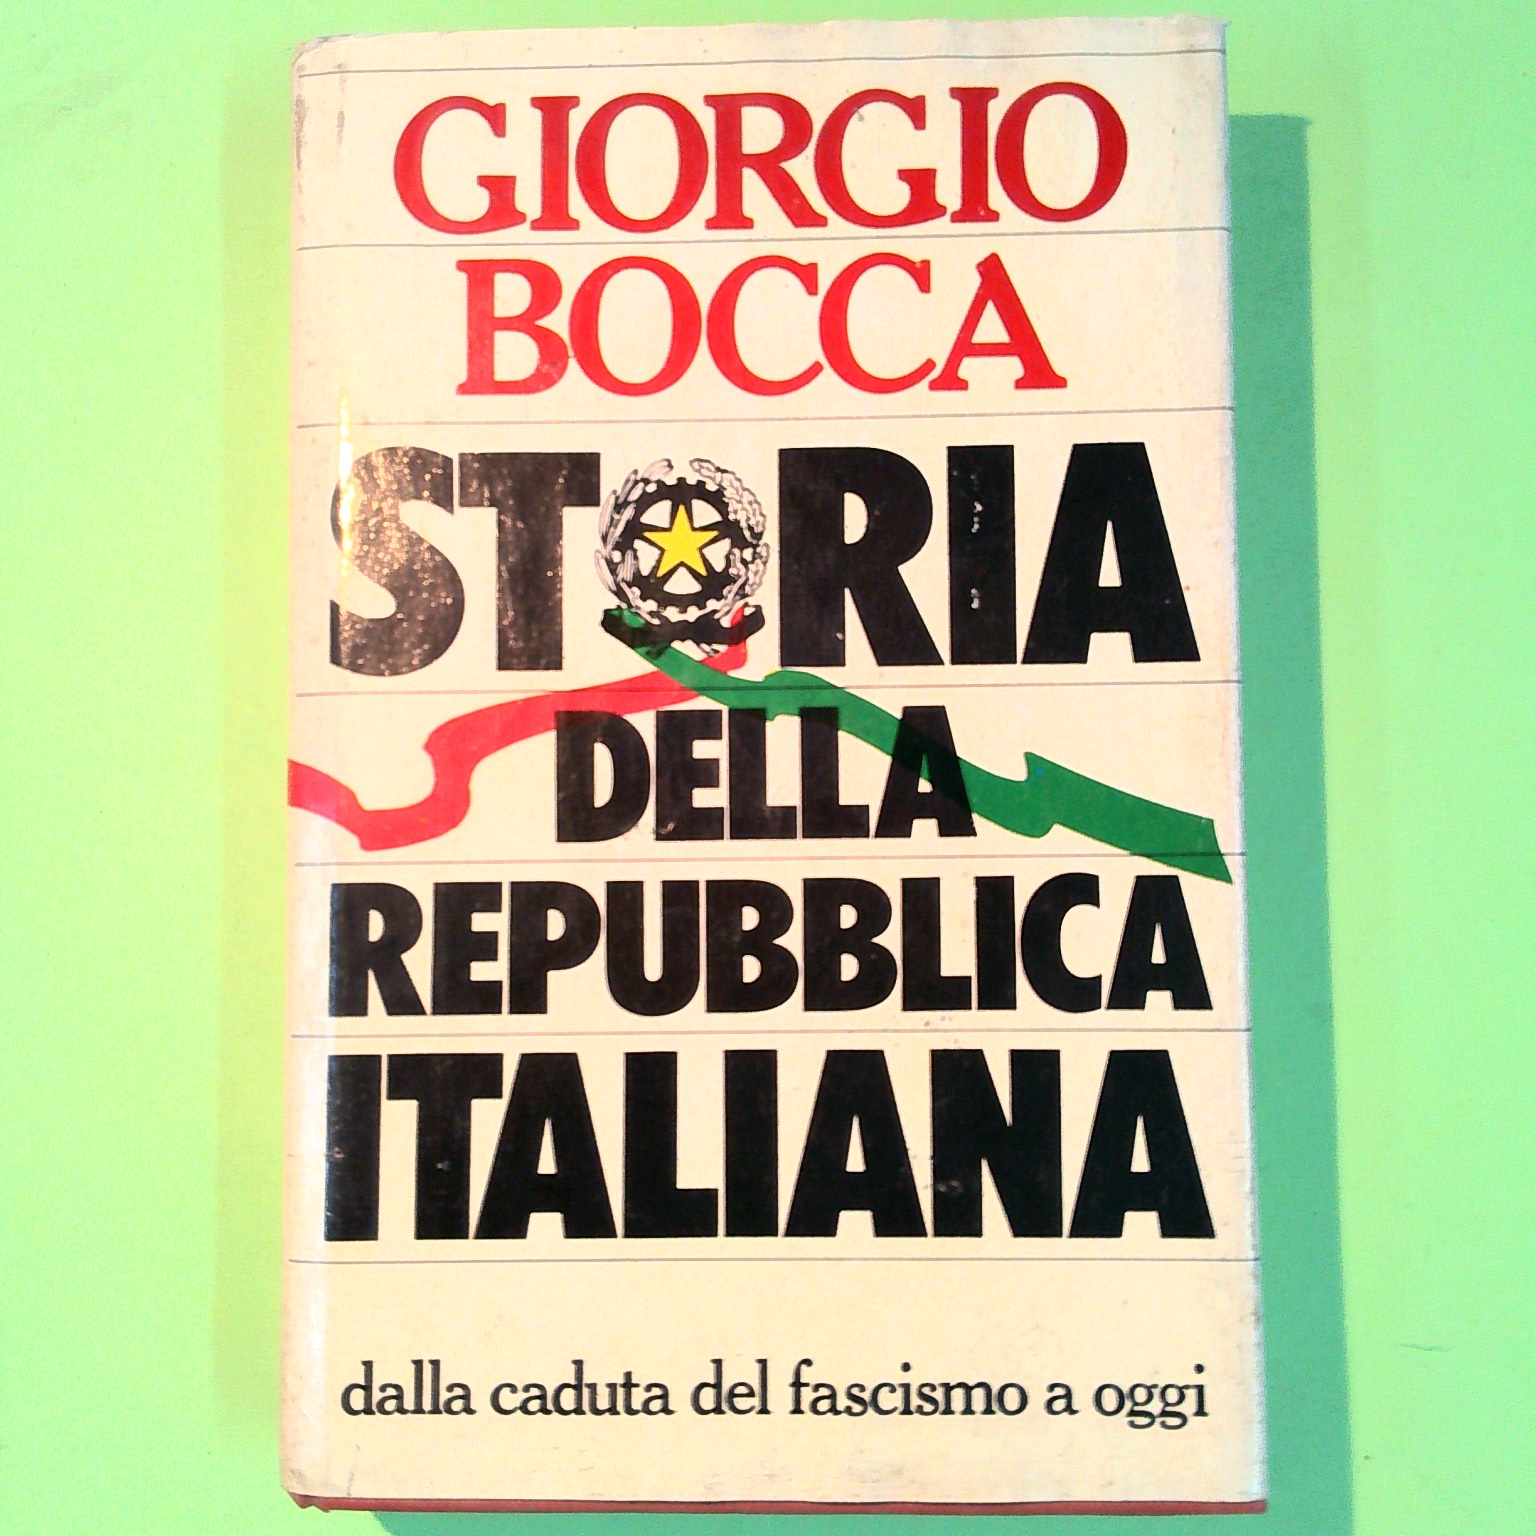 GIORGIO
BOCCA
STORIA
DELLA
REPUBBLICA
ITALIANA
dalla caduta del fascismo a oggi